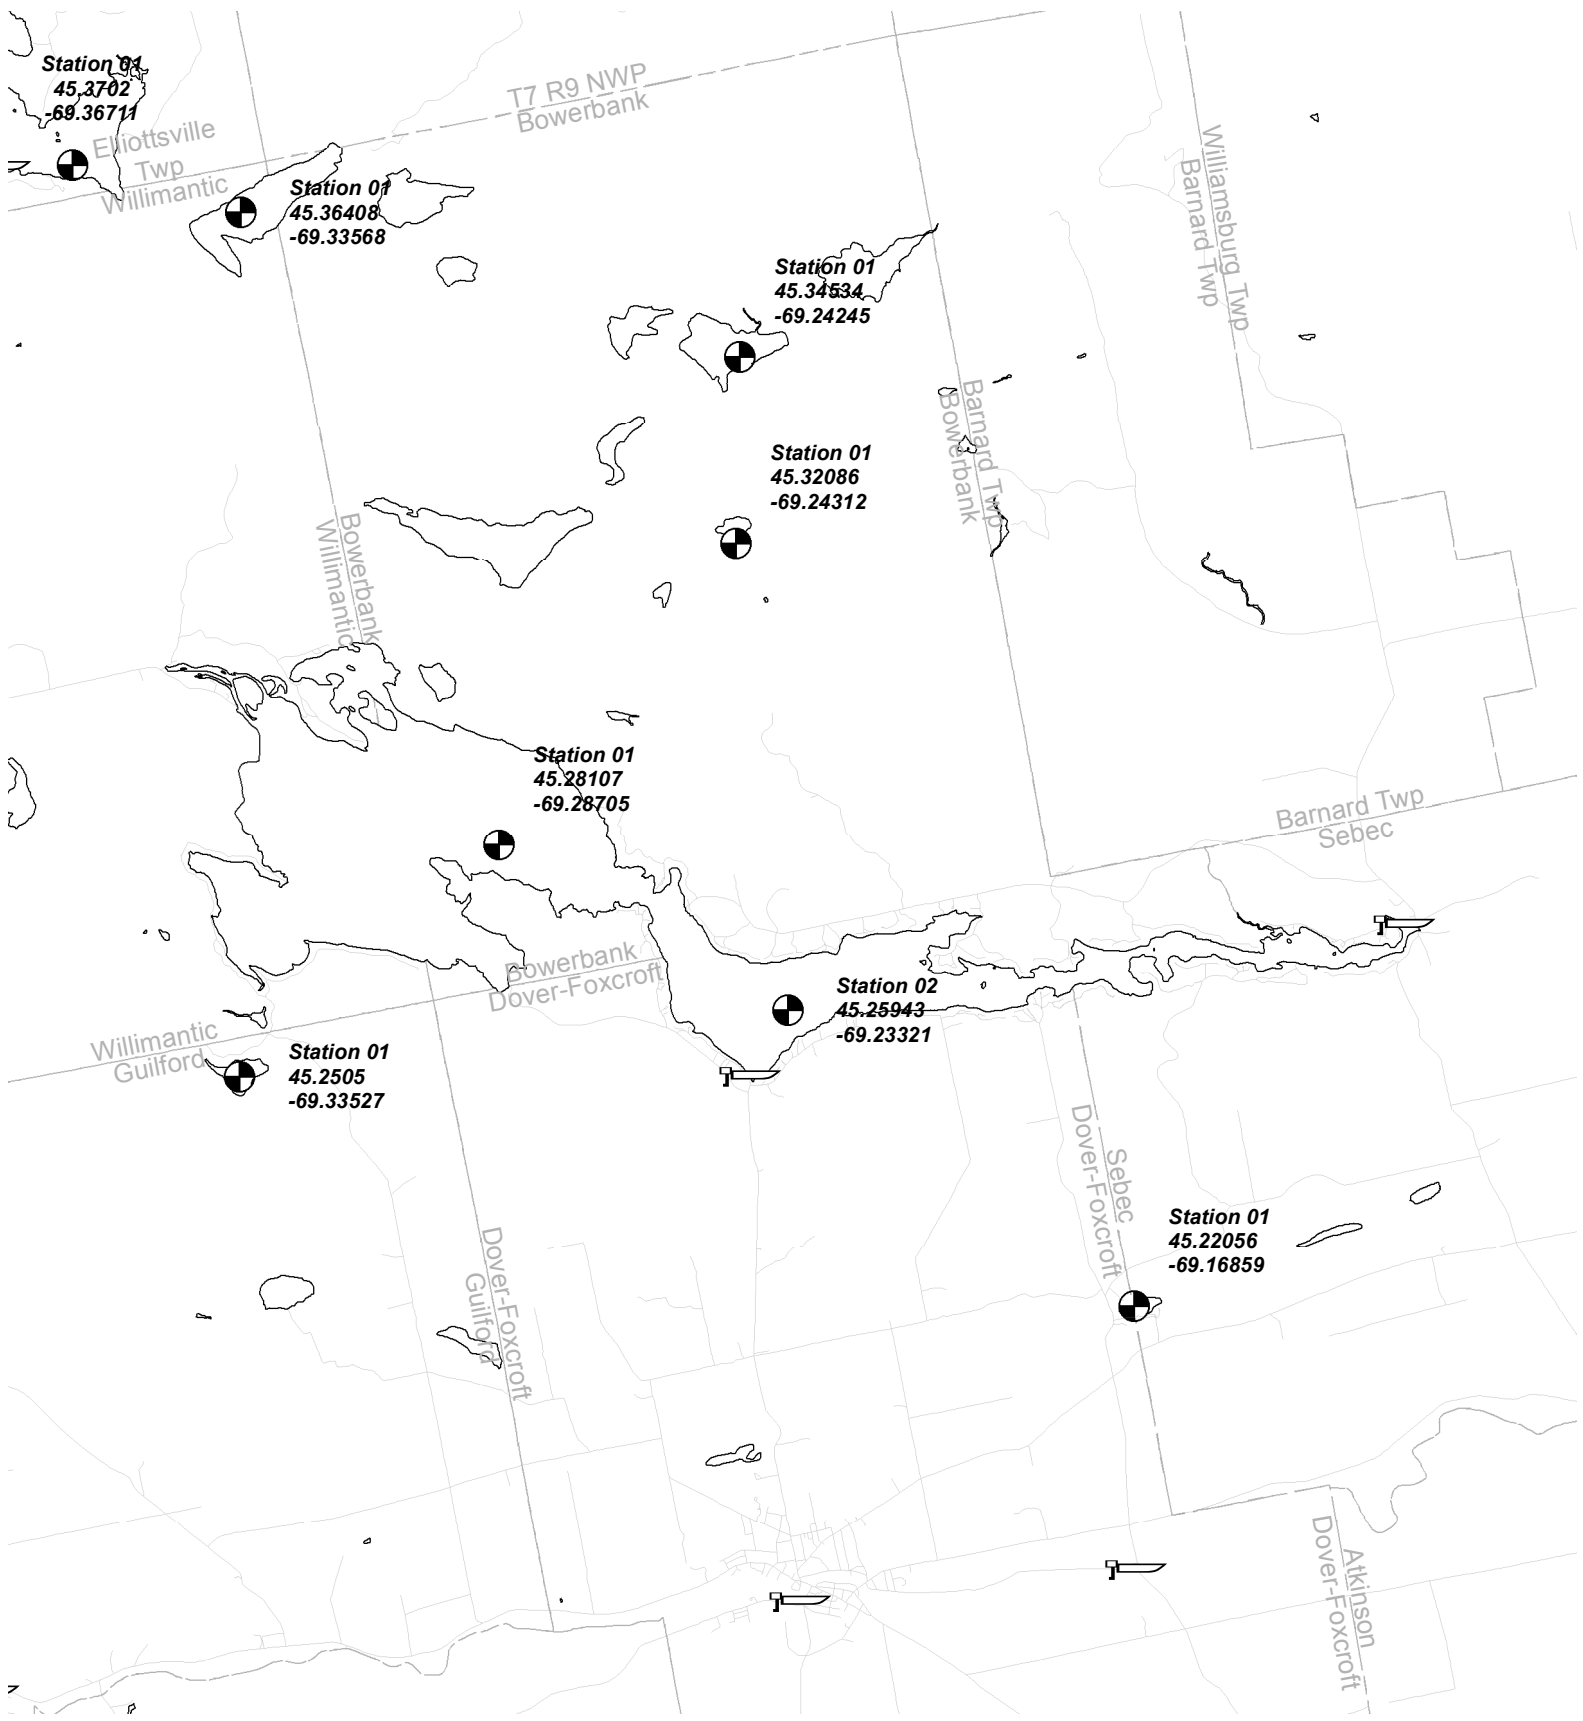 Station 01
45.3702
-69.36711
T7 R9 NWP
Bowerbank
Elliottsville
Twp
Willimantic
Williamsburg Twp
Barnard Twp
Station 01
45.36408
-69.33568
Station 01
45.34534
-69.24245
Barnard Twp
Bowerbank
Station 01
45.32086
-69.24312
Bowerbank
Willimantic
Station 01
45.28107
-69.28705
Barnard Twp
Sebec
Bowerbank
Dover-Foxcroft
Station 02
45.25943
-69.23321
Willimantic
Guilford
Station 01
45.2505
-69.33527
Sebec
Dover-Foxcroft
Station 01
45.22056
-69.16859
Dover-Foxcroft
Guilford
Atkinson
Dover-Foxcroft